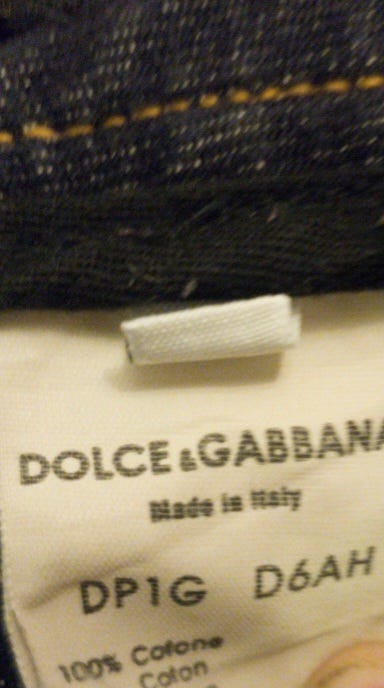 DOLCE&GABBANA
Made in Italy
DP1G D6AH
100% Cotone
Coton